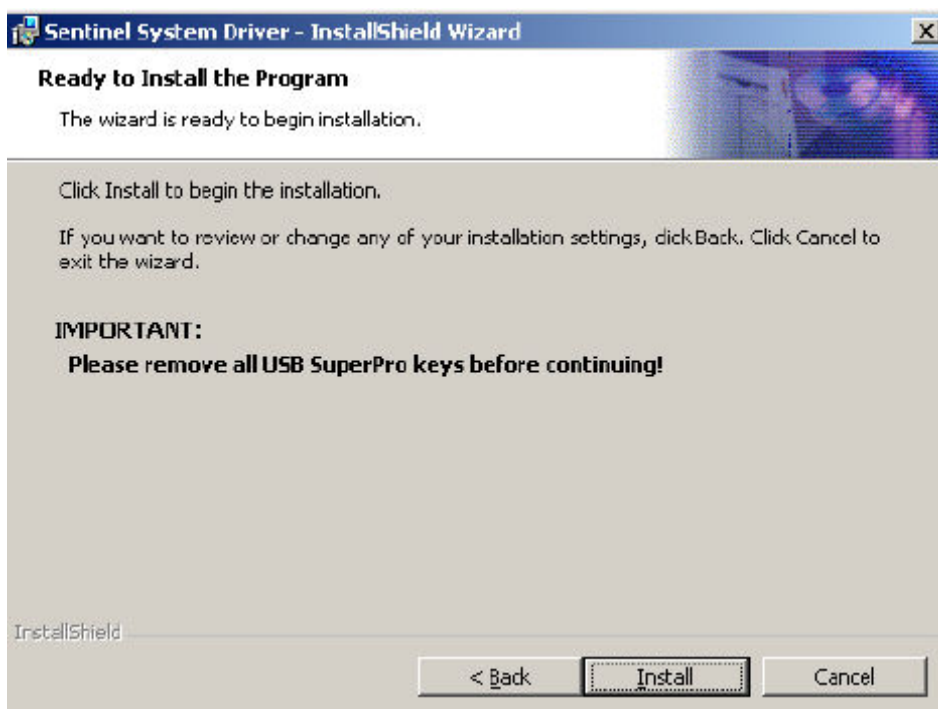 Sentinel System Driver - InstallShield Wizard
Ready to Install the Program
The wizard is ready to begin installation.
Click Install to begin the installation.
If you want to review or change any of your installation settings, click Back. Click Cancel to
exit the wizard.
IMPORTANT:
Please remove all USB SuperPro keys before continuing!
InstallShield
< Back
Install
Cancel